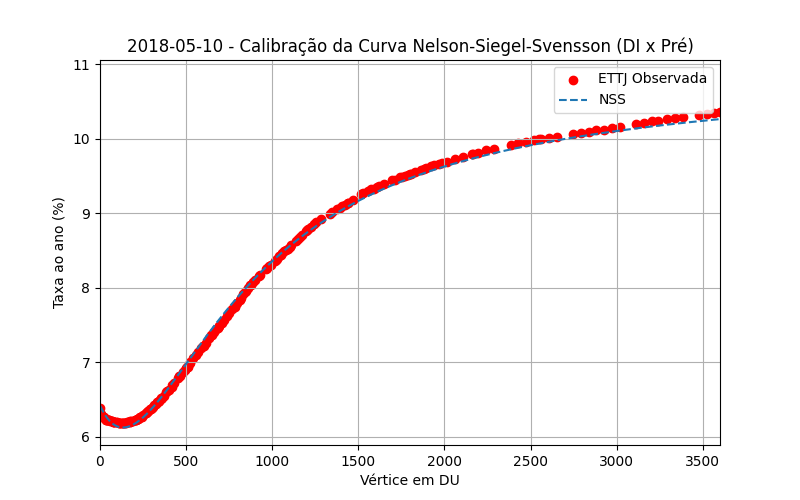 2018-05-10 - Calibração da Curva Nelson-Siegel-Svensson (DI x Pré)
ETTJ Observada
NSS
Taxa ao ano (%)
11
10
9
8
7
6
0 500 1000 1500 2000 2500 3000 3500
Vértice em DU